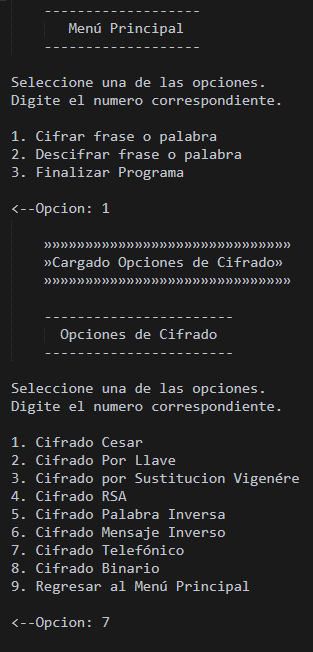 -------------------
Menú Principal
-------------------
Seleccione una de las opciones.
Digite el numero correspondiente.
1. Cifrar frase o palabra
2. Descifrar frase o palabra
3. Finalizar Programa
<--Opcion: 1
»»»»»»»»»»»»»»»»»»»»»»»»»»»»»»
»Cargado Opciones de Cifrado»
»»»»»»»»»»»»»»»»»»»»»»»»»»»»»»
-----------------------
Opciones de Cifrado
-----------------------
Seleccione una de las opciones.
Digite el numero correspondiente.
1. Cifrado Cesar
2. Cifrado Por Llave
3. Cifrado por Sustitucion Vigenére
4. Cifrado RSA
5. Cifrado Palabra Inversa
6. Cifrado Mensaje Inverso
7. Cifrado Telefónico
8. Cifrado Binario
9. Regresar al Menú Principal
<--Opcion: 7